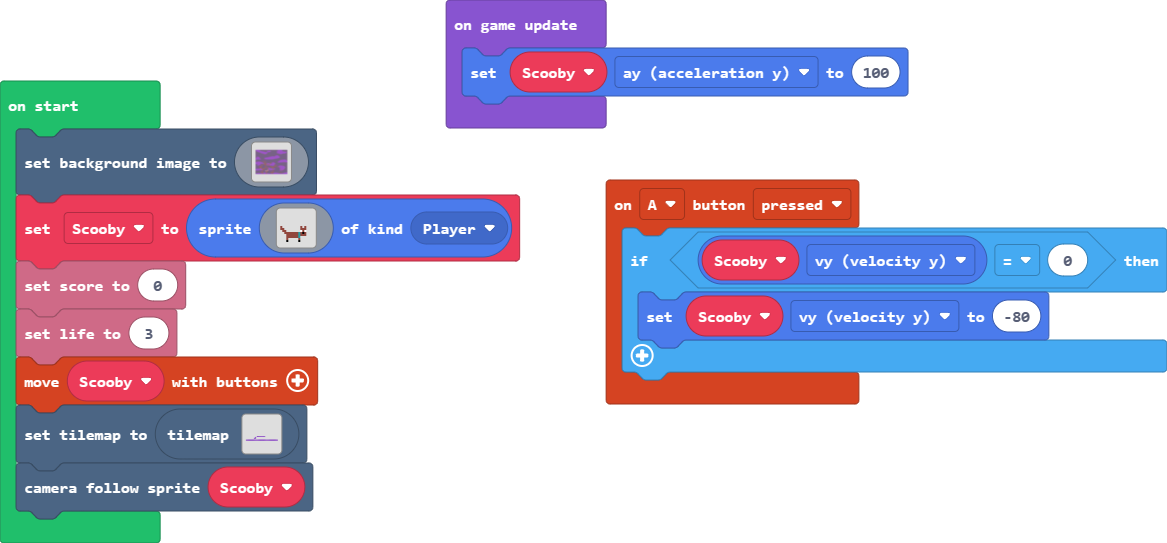 on game update
set Scooby ay (acceleration y) to 100
on start
set background image to
set Scooby to sprite of kind Player
set score to 0
set life to 3
move Scooby with buttons
set tilemap to tilemap
camera follow sprite Scooby
on A button pressed
if Scooby vy (velocity y) = 0 then
set Scooby vy (velocity y) to -80